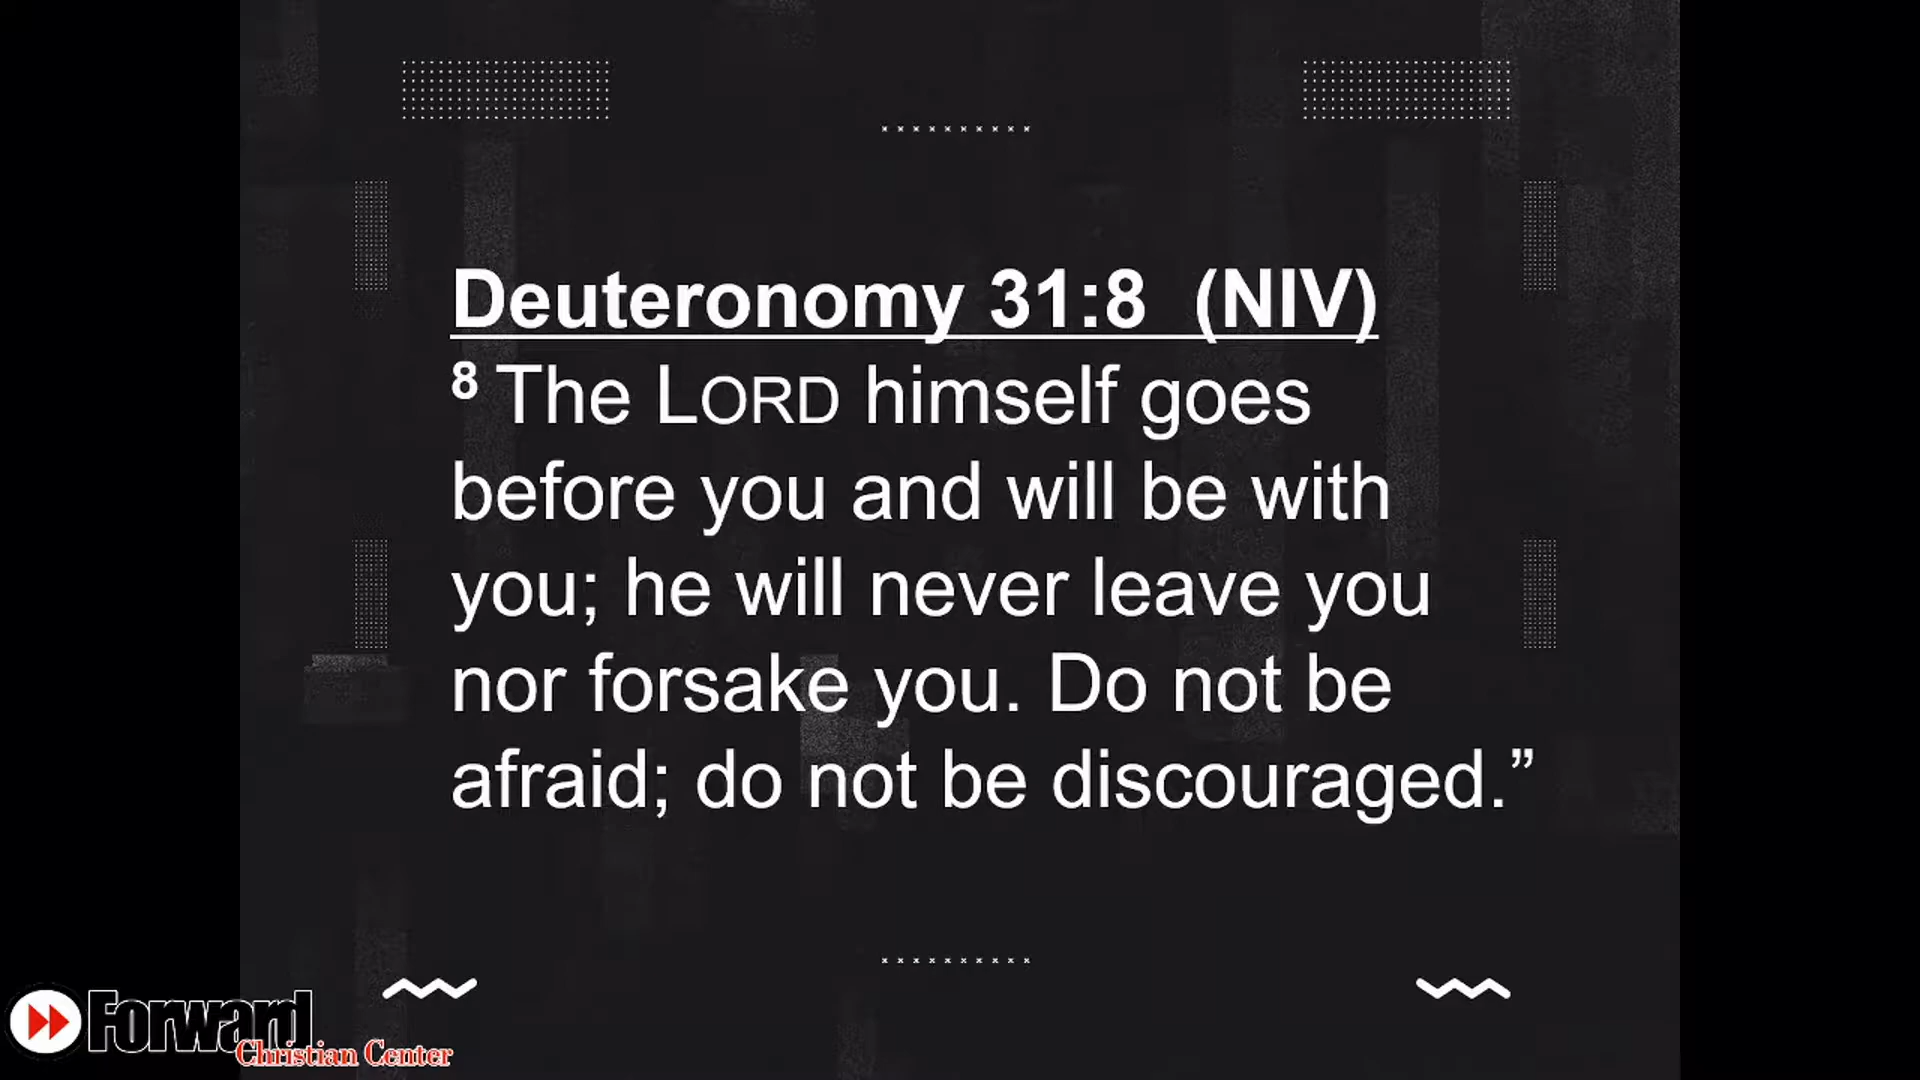 Deuteronomy 31:8  (NIV)
8 The LORD himself goes
before you and will be with
you; he will never leave you
nor forsake you. Do not be
afraid; do not be discouraged.”
Forward
Christian Center